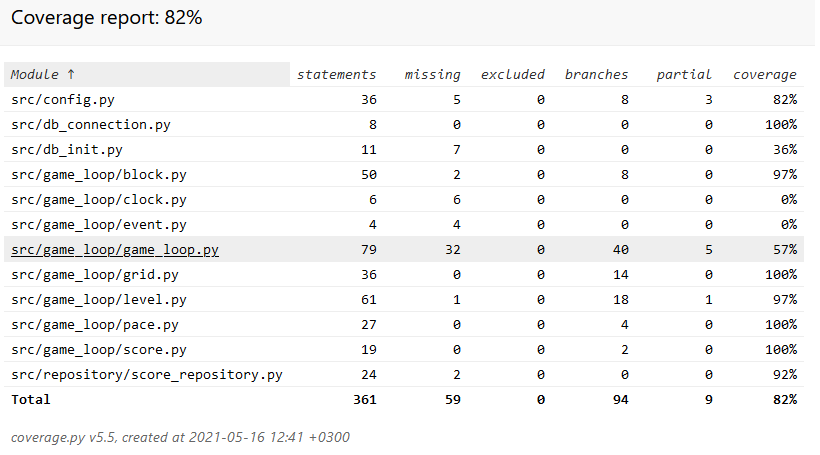 Coverage report: 82%
Module ↑ statements missing excluded branches partial coverage
src/config.py 36 5 0 8 3 82%
src/db_connection.py 8 0 0 0 0 100%
src/db_init.py 11 7 0 0 0 36%
src/game_loop/block.py 50 2 0 8 0 97%
src/game_loop/clock.py 6 6 0 0 0 0%
src/game_loop/event.py 4 4 0 0 0 0%
src/game_loop/game_loop.py 79 32 0 40 5 57%
src/game_loop/grid.py 36 0 0 14 0 100%
src/game_loop/level.py 61 1 0 18 1 97%
src/game_loop/pace.py 27 0 0 4 0 100%
src/game_loop/score.py 19 0 0 2 0 100%
src/repository/score_repository.py 24 2 0 0 0 92%
Total 361 59 0 94 9 82%
coverage.py v5.5, created at 2021-05-16 12:41 +0300